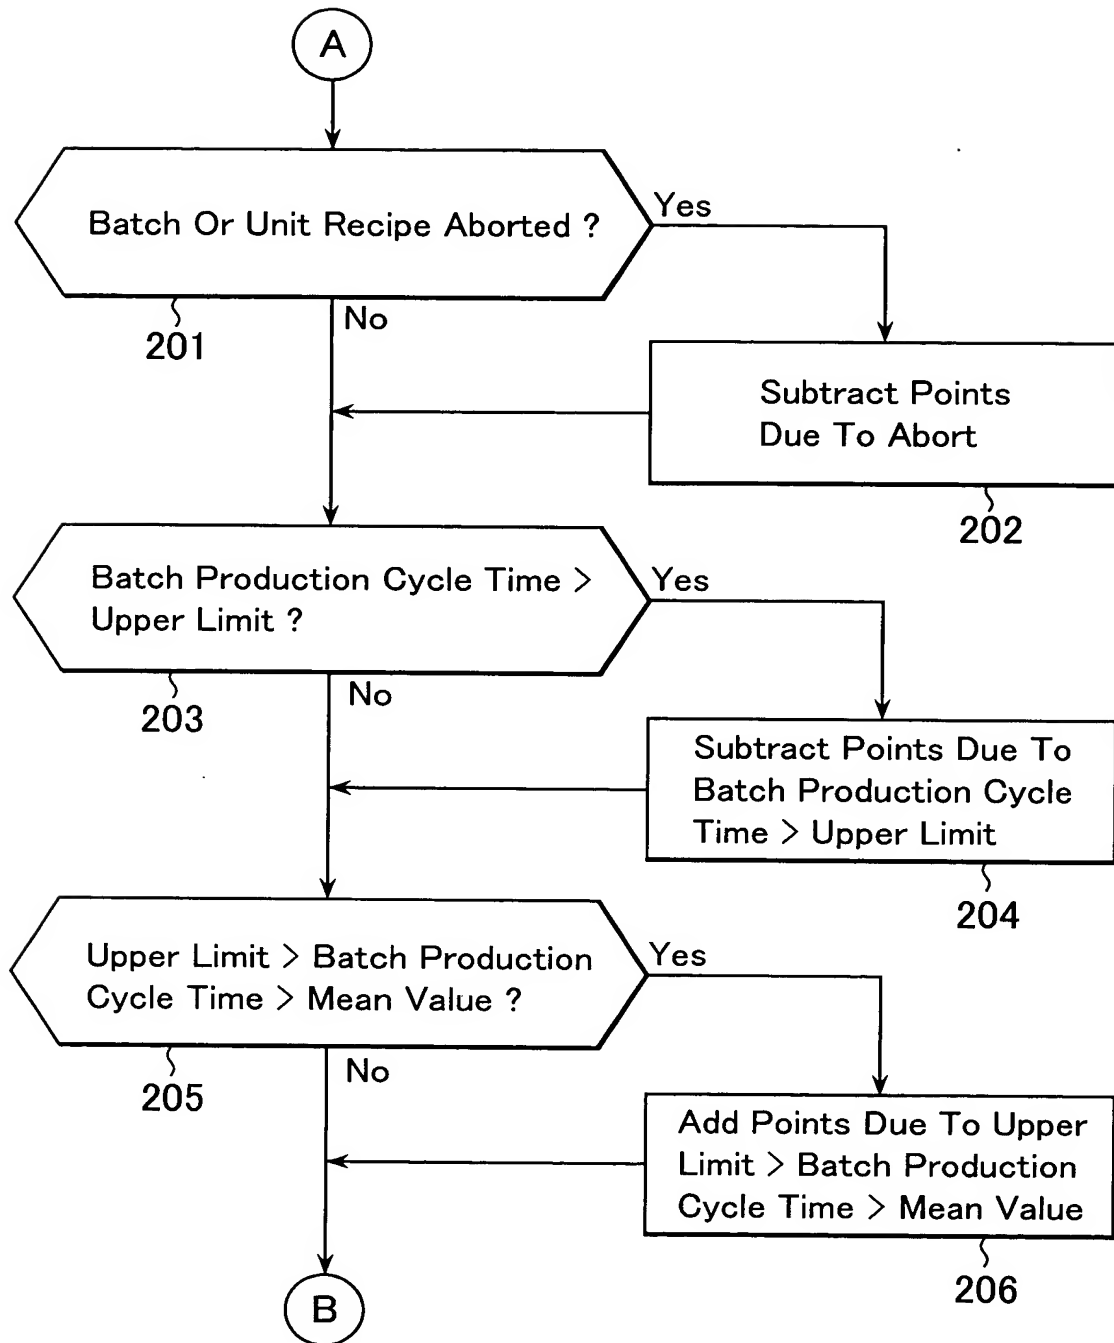 A
Batch Or Unit Recipe Aborted ?
Yes
201
No
Subtract Points
Due To Abort
202
Batch Production Cycle Time >
Upper Limit ?
Yes
203
No
Subtract Points Due To
Batch Production Cycle
Time > Upper Limit
204
Upper Limit > Batch Production
Cycle Time > Mean Value ?
Yes
205
No
Add Points Due To Upper
Limit > Batch Production
Cycle Time > Mean Value
206
B